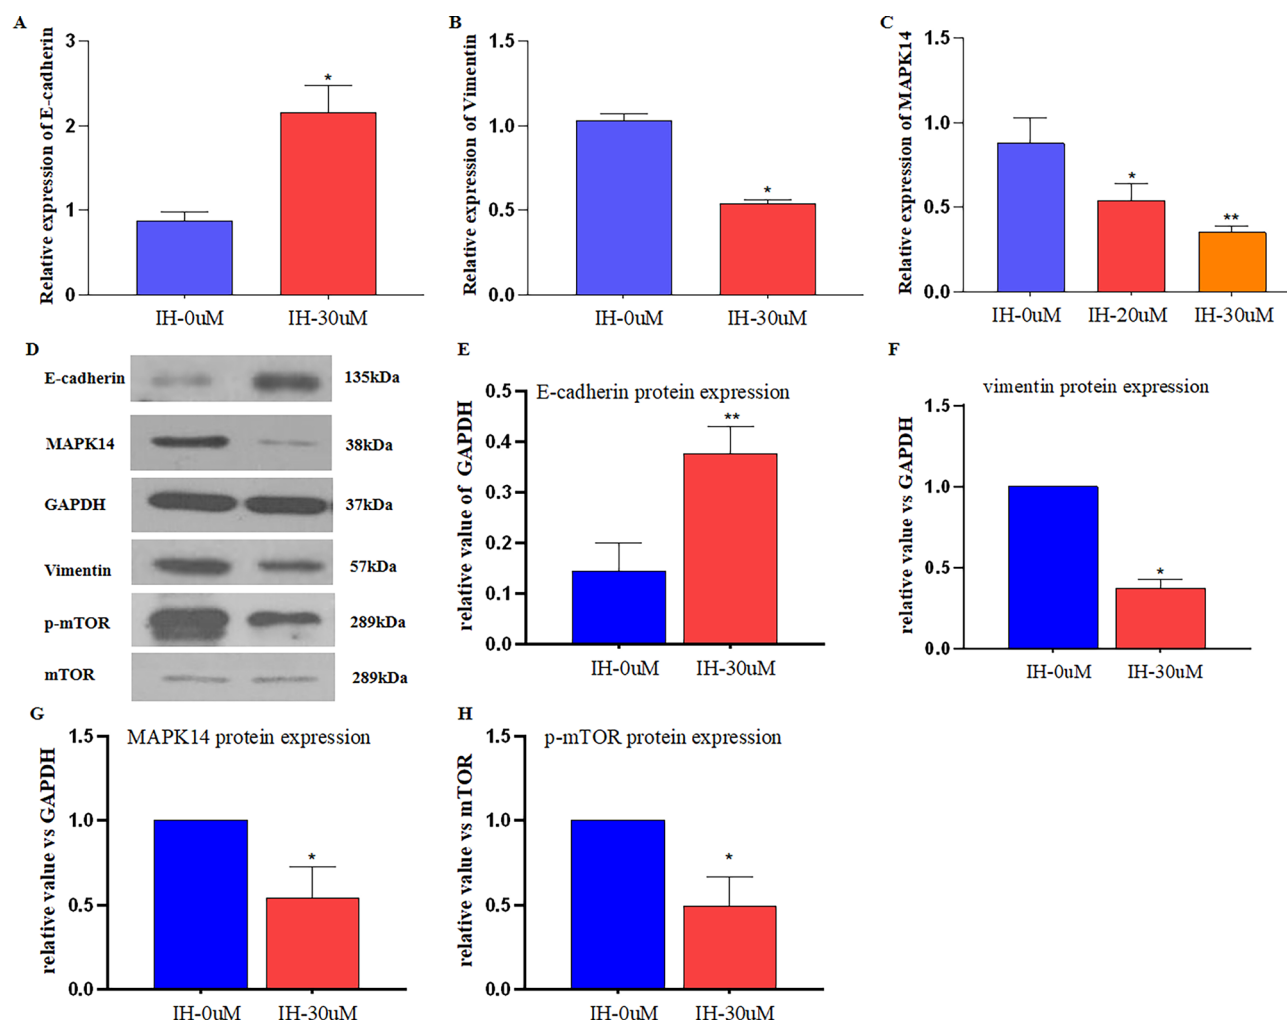 A
Relative expression of E-cadherin
3
2
1
0
*
IH-0uM
IH-30uM
B
Relative expression of Vimentin
1.5
1.0
0.5
0.0
*
IH-0uM
IH-30uM
C
Relative expression of MAPK14
1.5
1.0
0.5
0.0
*
**
IH-0uM
IH-20uM
IH-30uM
D
E-cadherin 135kDa
MAPK14 38kDa
GAPDH 37kDa
Vimentin 57kDa
p-mTOR 289kDa
mTOR 289kDa
E
E-cadherin protein expression
relative value of GAPDH
0.5
0.4
0.3
0.2
0.1
0.0
**
IH-0uM
IH-30uM
F
vimentin protein expression
relative value vs GAPDH
1.5
1.0
0.5
0.0
*
IH-0uM
IH-30uM
G
MAPK14 protein expression
relative value vs GAPDH
1.5
1.0
0.5
0.0
*
IH-0uM
IH-30uM
H
p-mTOR protein expression
relative value vs mTOR
1.5
1.0
0.5
0.0
*
IH-0uM
IH-30uM